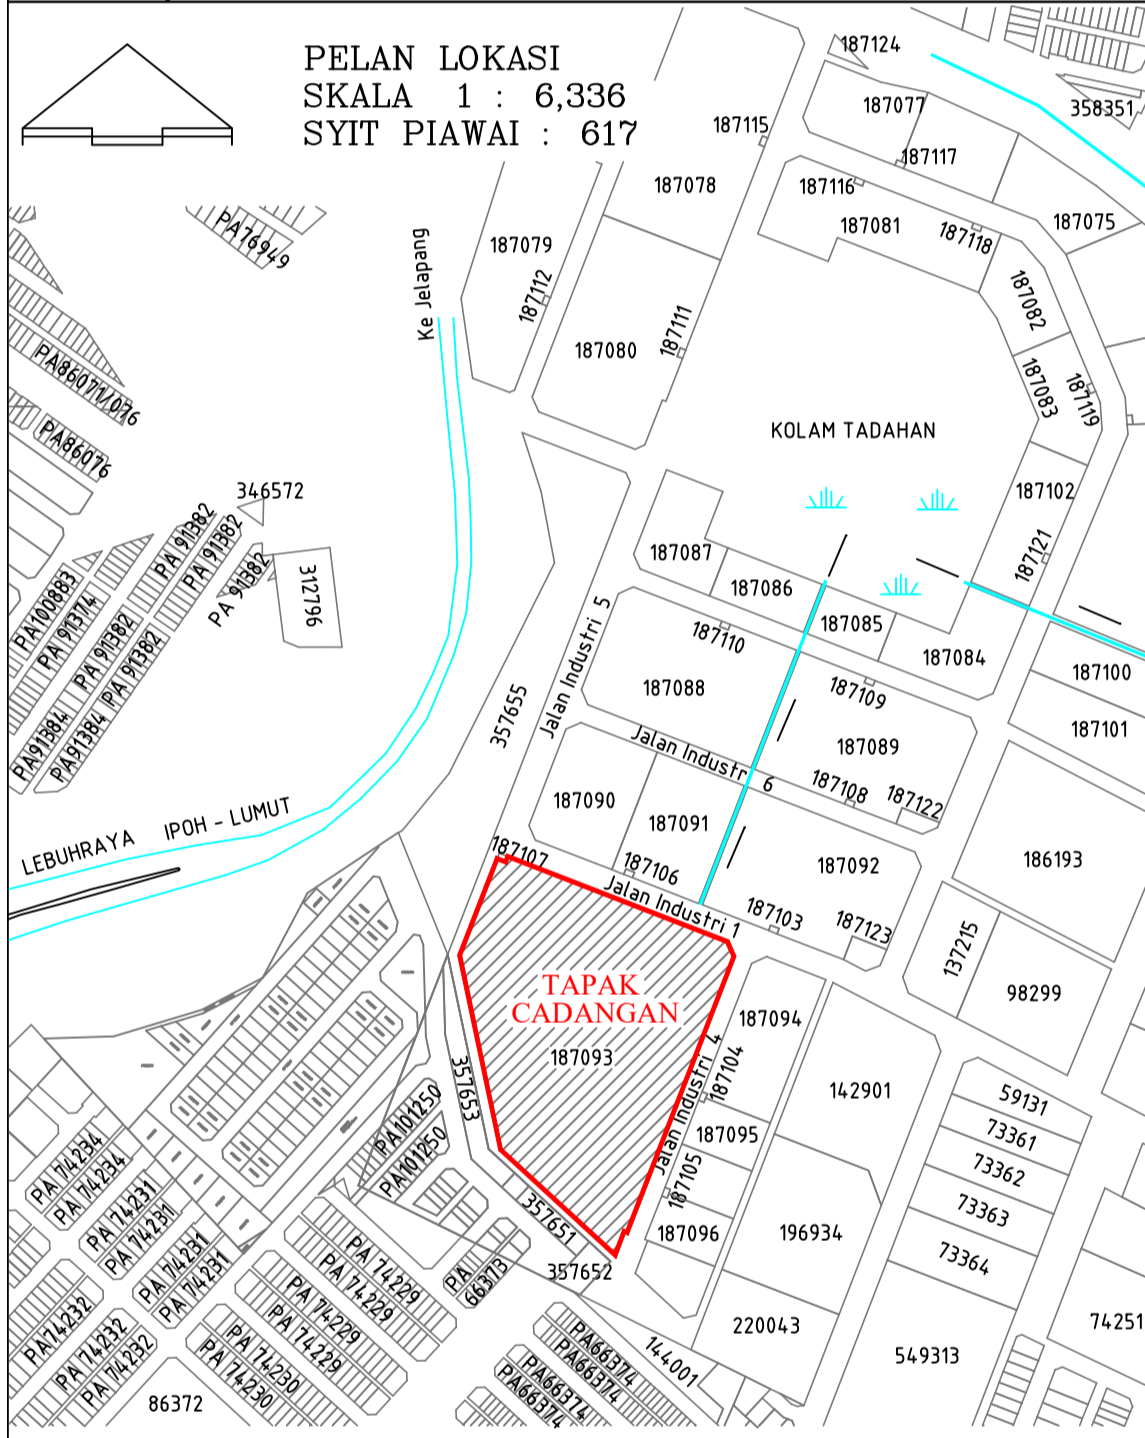 PELAN LOKASI
SKALA 1 : 6,336
SYIT PIAWAI : 617
187124
187077
358351
187115
187117
187078
187116
187081
187118
187075
PA76949
187079
Ke Jelapang
187112
187080
187111
187082
187083
187119
PA86071/076
PA86076
KOLAM TADAHAN
346572
187102
187121
PA 91382
PA 91382
PA 91382
312796
187087
187086
187085
187084
187110
PA100883
PA 91374
PA 91382
PA 91382
PA91384
PA91384
187100
187101
187088
187109
187089
Jalan Industri 5
357655
Jalan Industri 6
187108
187122
187090
187091
LEBUHRAYA IPOH - LUMUT
187107
187106
187092
186193
Jalan Industri 1
187103
187123
137215
98299
TAPAK
CADANGAN
187093
187094
Jalan Industri 4
187104
142901
59131
73361
73362
73363
73364
357653
PA101250
PA101250
187095
187105
187096
196934
PA 74234
PA 74234
PA 74231
PA 74231
PA 74231
PA 74231
357651
357652
PA 74229
PA 74229
PA 74229
PA 74229
PA
66373
PA74232
PA 74232
PA 74232
PA 74230
PA 74230
86372
PA66374
PA66374
PA66374
PA66374
144001
220043
549313
74251